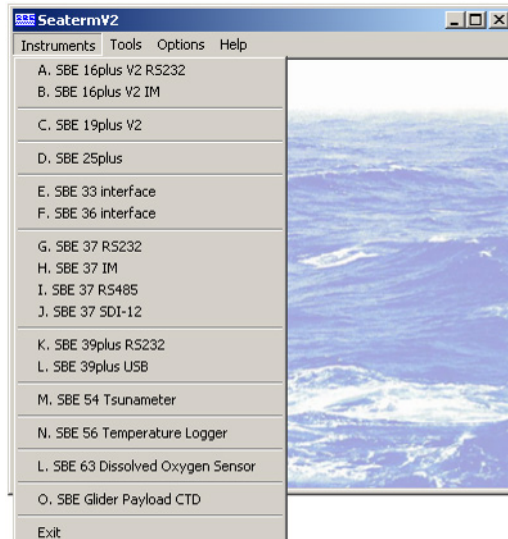 SBE SeatermV2
Instruments Tools Options Help
A. SBE 16plus V2 RS232
B. SBE 16plus V2 IM
C. SBE 19plus V2
D. SBE 25plus
E. SBE 33 interface
F. SBE 36 interface
G. SBE 37 RS232
H. SBE 37 IM
I. SBE 37 RS485
J. SBE 37 SDI-12
K. SBE 39plus RS232
L. SBE 39plus USB
M. SBE 54 Tsunameter
N. SBE 56 Temperature Logger
L. SBE 63 Dissolved Oxygen Sensor
O. SBE Glider Payload CTD
Exit